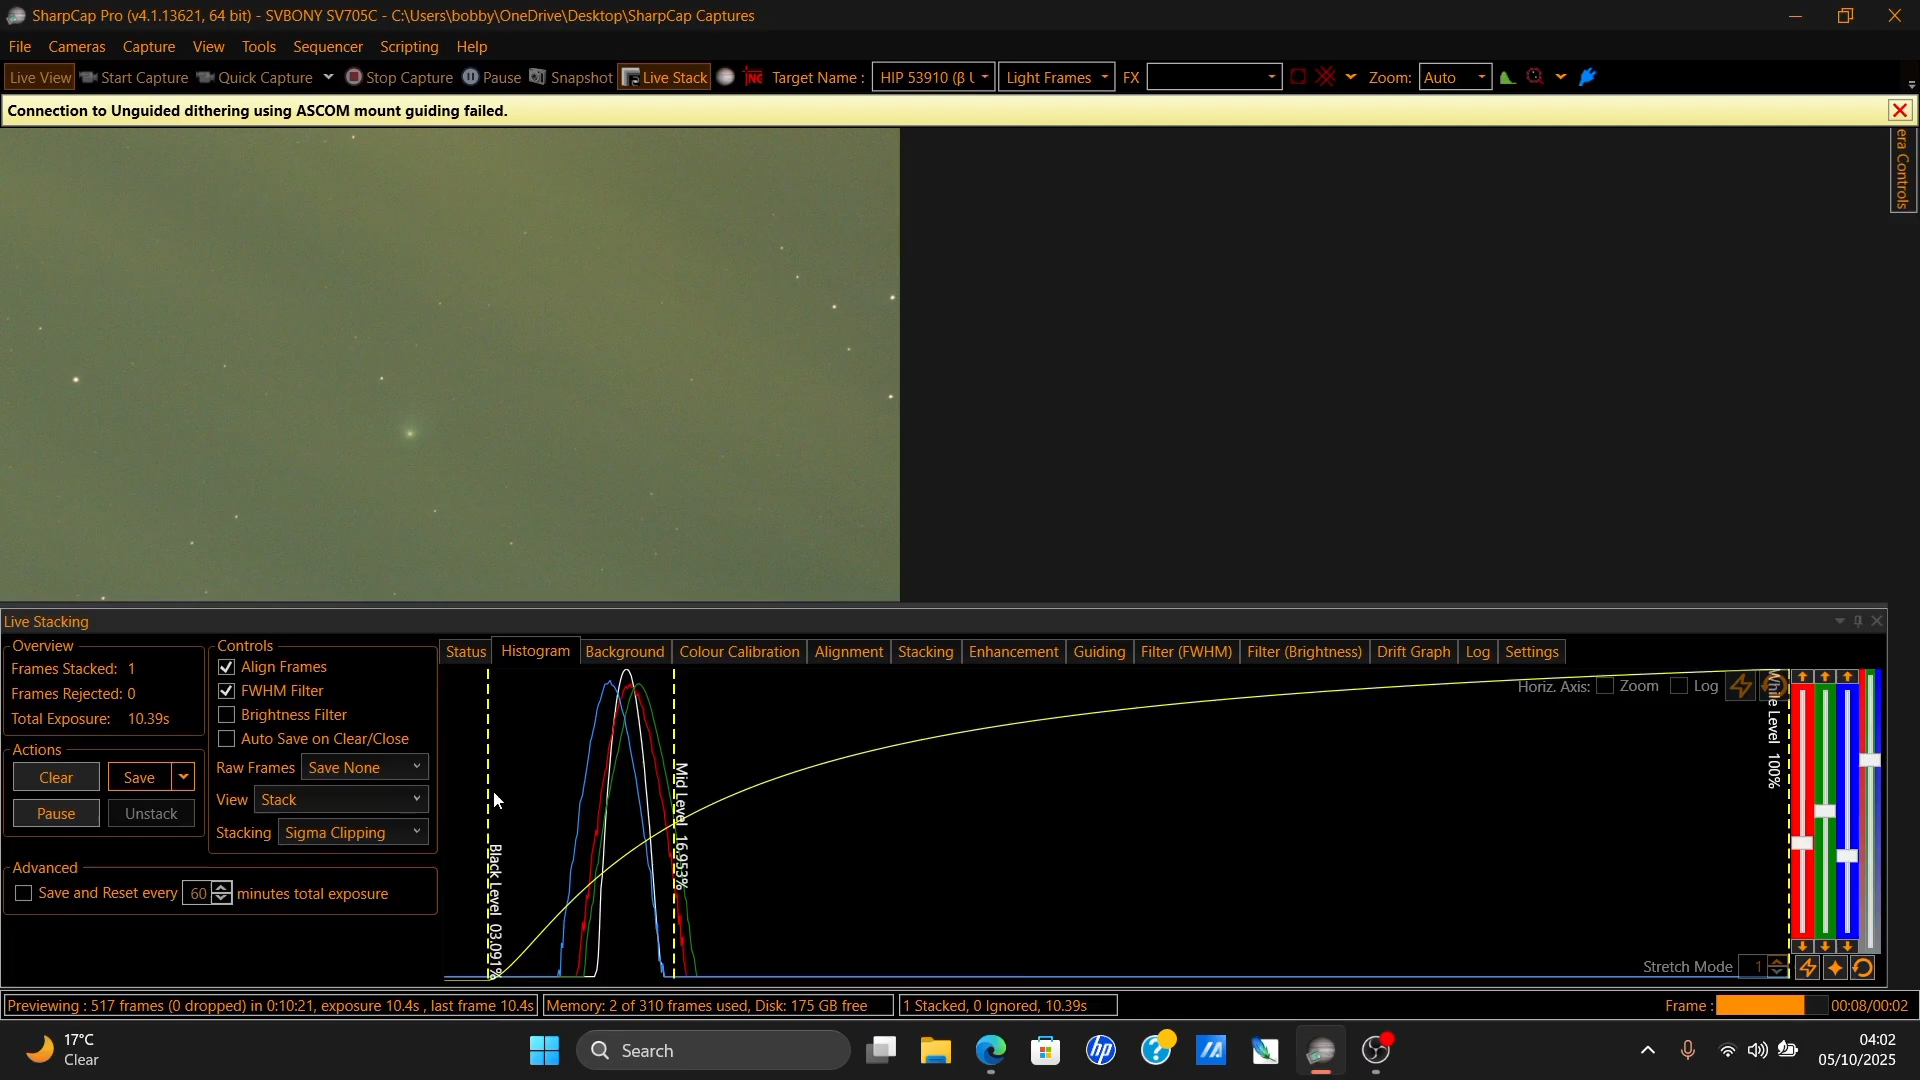 SharpCap Pro (v4.1.13621, 64 bit) - SVBONY SV705C - C:\Users\bobby\OneDrive\Desktop\SharpCap Captures
File Cameras Capture View Tools Sequencer Scripting Help
Live View Start Capture Quick Capture Stop Capture Pause Snapshot Live Stack Target Name : HIP 53910 (β Light Frames FX Zoom: Auto
Connection to Unguided dithering using ASCOM mount guiding failed.
era Controls
Live Stacking
Overview
Frames Stacked: 1
Frames Rejected: 0
Total Exposure: 10.39s
Actions
Clear Save
Pause Unstack
Controls
Align Frames
FWHM Filter
Brightness Filter
Auto Save on Clear/Close
Raw Frames Save None
View Stack
Stacking Sigma Clipping
Advanced
Save and Reset every 60 minutes total exposure
Status Histogram Background Colour Calibration Alignment Stacking Enhancement Guiding Filter (FWHM) Filter (Brightness) Drift Graph Log Settings
Horiz. Axis: Zoom Log
Black Level 03.091%
Mid Level 16.953%
White Level 100%
Stretch Mode 1
Previewing : 517 frames (0 dropped) in 0:10:21, exposure 10.4s , last frame 10.4s Memory: 2 of 310 frames used, Disk: 175 GB free 1 Stacked, 0 Ignored, 10.39s Frame : 00:08/00:02
17°C
Clear
Search
hp
04:02
05/10/2025